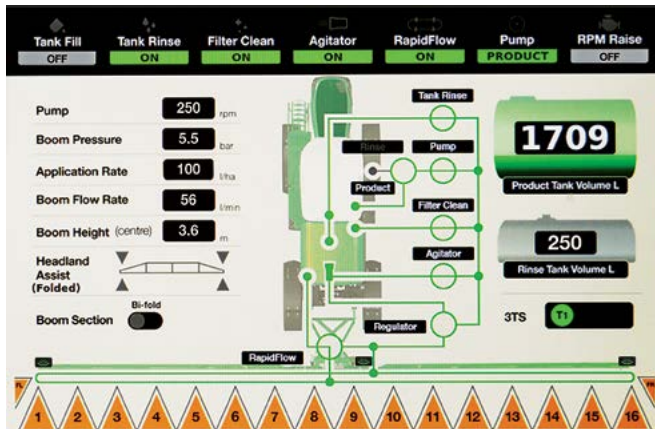 Tank Fill Tank Rinse Filter Clean Agitator RapidFlow Pump RPM Raise
OFF ON ON ON ON PRODUCT OFF
Pump 250 rpm
Boom Pressure 5.5 bar
Application Rate 100 l/ha
Boom Flow Rate 56 l/min
Boom Height (centre) 3.6 m
Headland
Assist
(Folded)
Bi-fold
Boom Section
Tank Rinse
Rinse Pump
Product
Filter Clean
Agitator
Regulator
RapidFlow
1709
Product Tank Volume L
250
Rinse Tank Volume L
3TS T1
FL 1 2 3 4 5 6 7 8 9 10 11 12 13 14 15 16 FR